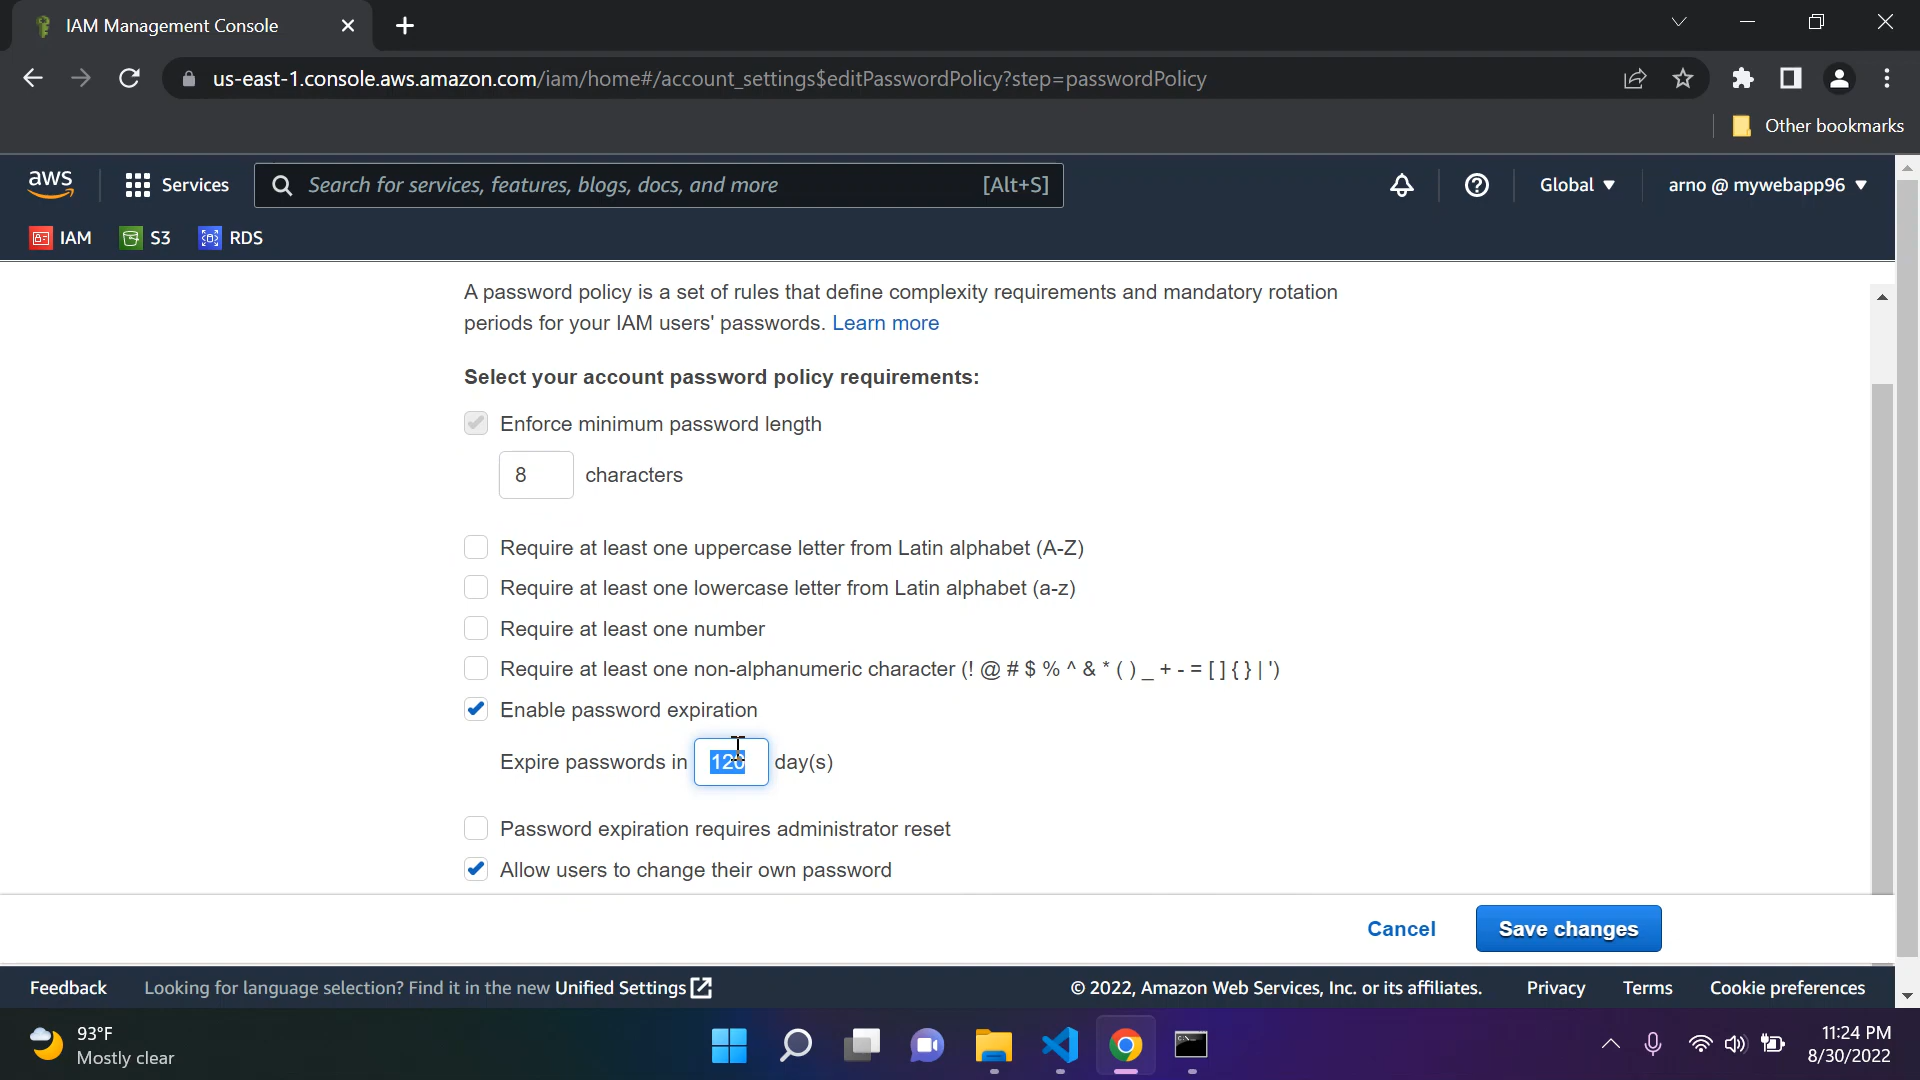 IAM Management Console
us-east-1.console.aws.amazon.com/iam/home#/account_settings$editPasswordPolicy?step=passwordPolicy
Other bookmarks
aws
Services
Search for services, features, blogs, docs, and more
[Alt+S]
Global
arno @ mywebapp96
IAM
S3
RDS
A password policy is a set of rules that define complexity requirements and mandatory rotation
periods for your IAM users' passwords. Learn more
Select your account password policy requirements:
Enforce minimum password length
8 characters
Require at least one uppercase letter from Latin alphabet (A-Z)
Require at least one lowercase letter from Latin alphabet (a-z)
Require at least one number
Require at least one non-alphanumeric character (! @ # $ % ^ & * ( ) _ + - = [ ] { } | ')
Enable password expiration
Expire passwords in 120 day(s)
Password expiration requires administrator reset
Allow users to change their own password
Cancel
Save changes
Feedback
Looking for language selection? Find it in the new Unified Settings
© 2022, Amazon Web Services, Inc. or its affiliates.
Privacy
Terms
Cookie preferences
93°F
Mostly clear
11:24 PM
8/30/2022